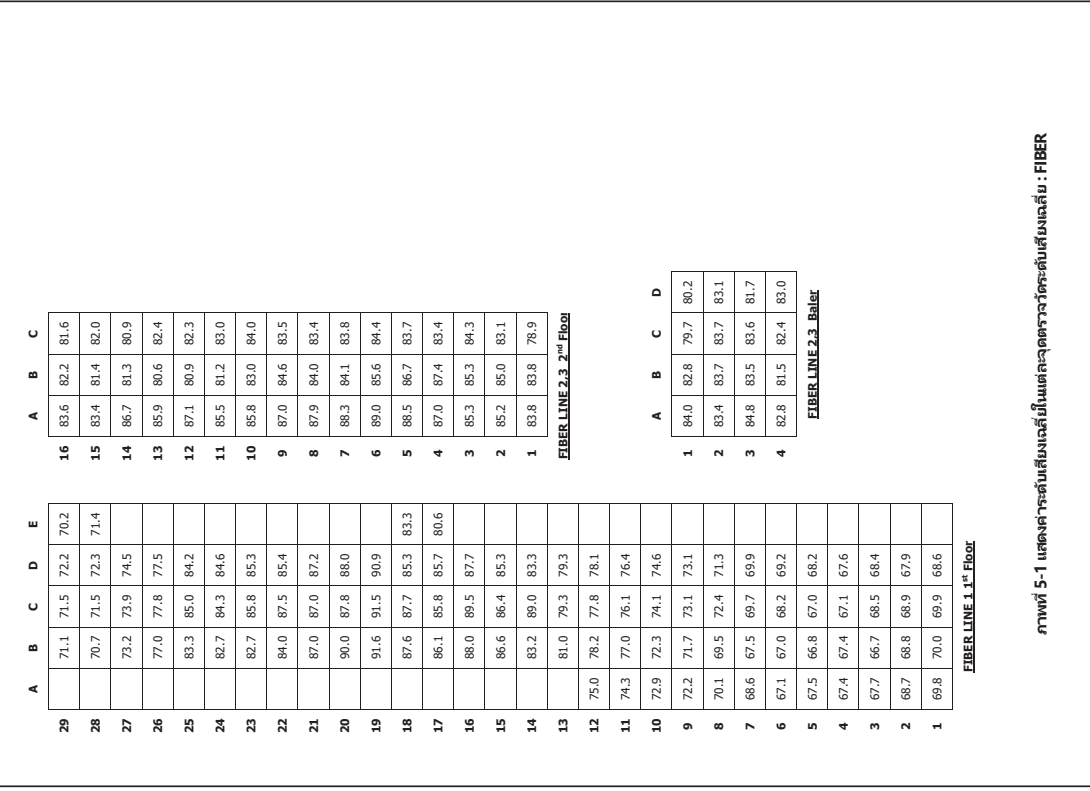 A B C D E
29 71.1 71.5 72.2 70.2
28 70.7 71.5 72.3 71.4
27 73.2 73.9 74.5
26 77.0 77.8 77.5
25 83.3 85.0 84.2
24 82.7 84.3 84.6
23 82.7 85.8 85.3
22 84.0 87.5 85.4
21 87.0 87.0 87.2
20 90.0 87.8 88.0
19 91.6 91.5 90.9
18 87.6 87.7 85.3 83.3
17 86.1 85.8 85.7 80.6
16 88.0 89.5 87.7
15 86.6 86.4 85.3
14 83.2 89.0 83.3
13 81.0 79.3 79.3
12 75.0 78.2 77.8 78.1
11 74.3 77.0 76.1 76.4
10 72.9 72.3 74.1 74.6
9 72.2 71.7 73.1 73.1
8 70.1 69.5 72.4 71.3
7 68.6 67.5 69.7 69.9
6 67.1 67.0 68.2 69.2
5 67.5 66.8 67.0 68.2
4 67.4 67.4 67.1 67.6
3 67.7 66.7 68.5 68.4
2 68.7 68.8 68.9 67.9
1 69.8 70.0 69.9 68.6
FIBER LINE 1 1st Floor
A B C
16 83.6 82.2 81.6
15 83.4 81.4 82.0
14 86.7 81.3 80.9
13 85.9 80.6 82.4
12 87.1 80.9 82.3
11 85.5 81.2 83.0
10 85.8 83.0 84.0
9 87.0 84.6 83.5
8 87.9 84.0 83.4
7 88.3 84.1 83.8
6 89.0 85.6 84.4
5 88.5 86.7 83.7
4 87.0 87.4 83.4
3 85.3 85.3 84.3
2 85.2 85.0 83.1
1 83.8 83.8 78.9
FIBER LINE 2,3 2nd Floor
A B C D
1 84.0 82.8 79.7 80.2
2 83.4 83.7 83.7 83.1
3 84.8 83.5 83.6 81.7
4 82.8 81.5 82.4 83.0
FIBER LINE 2,3 Baler
ภาพที่ 5-1 แสดงค่าระดับเสียงเฉลี่ยในแต่ละจุดตรวจวัดระดับเสียงเฉลี่ย : FIBER